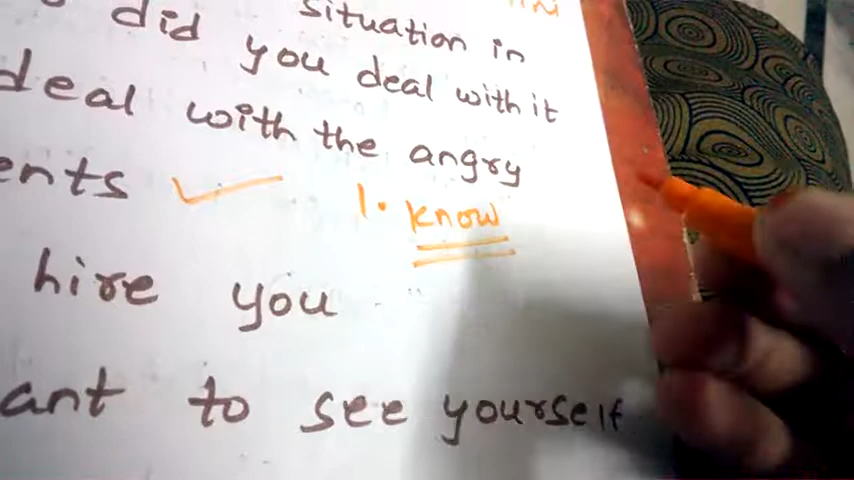 did situation in
did you deal with it
deal with the angry
ents
1. know
hire you
ant to see yourself